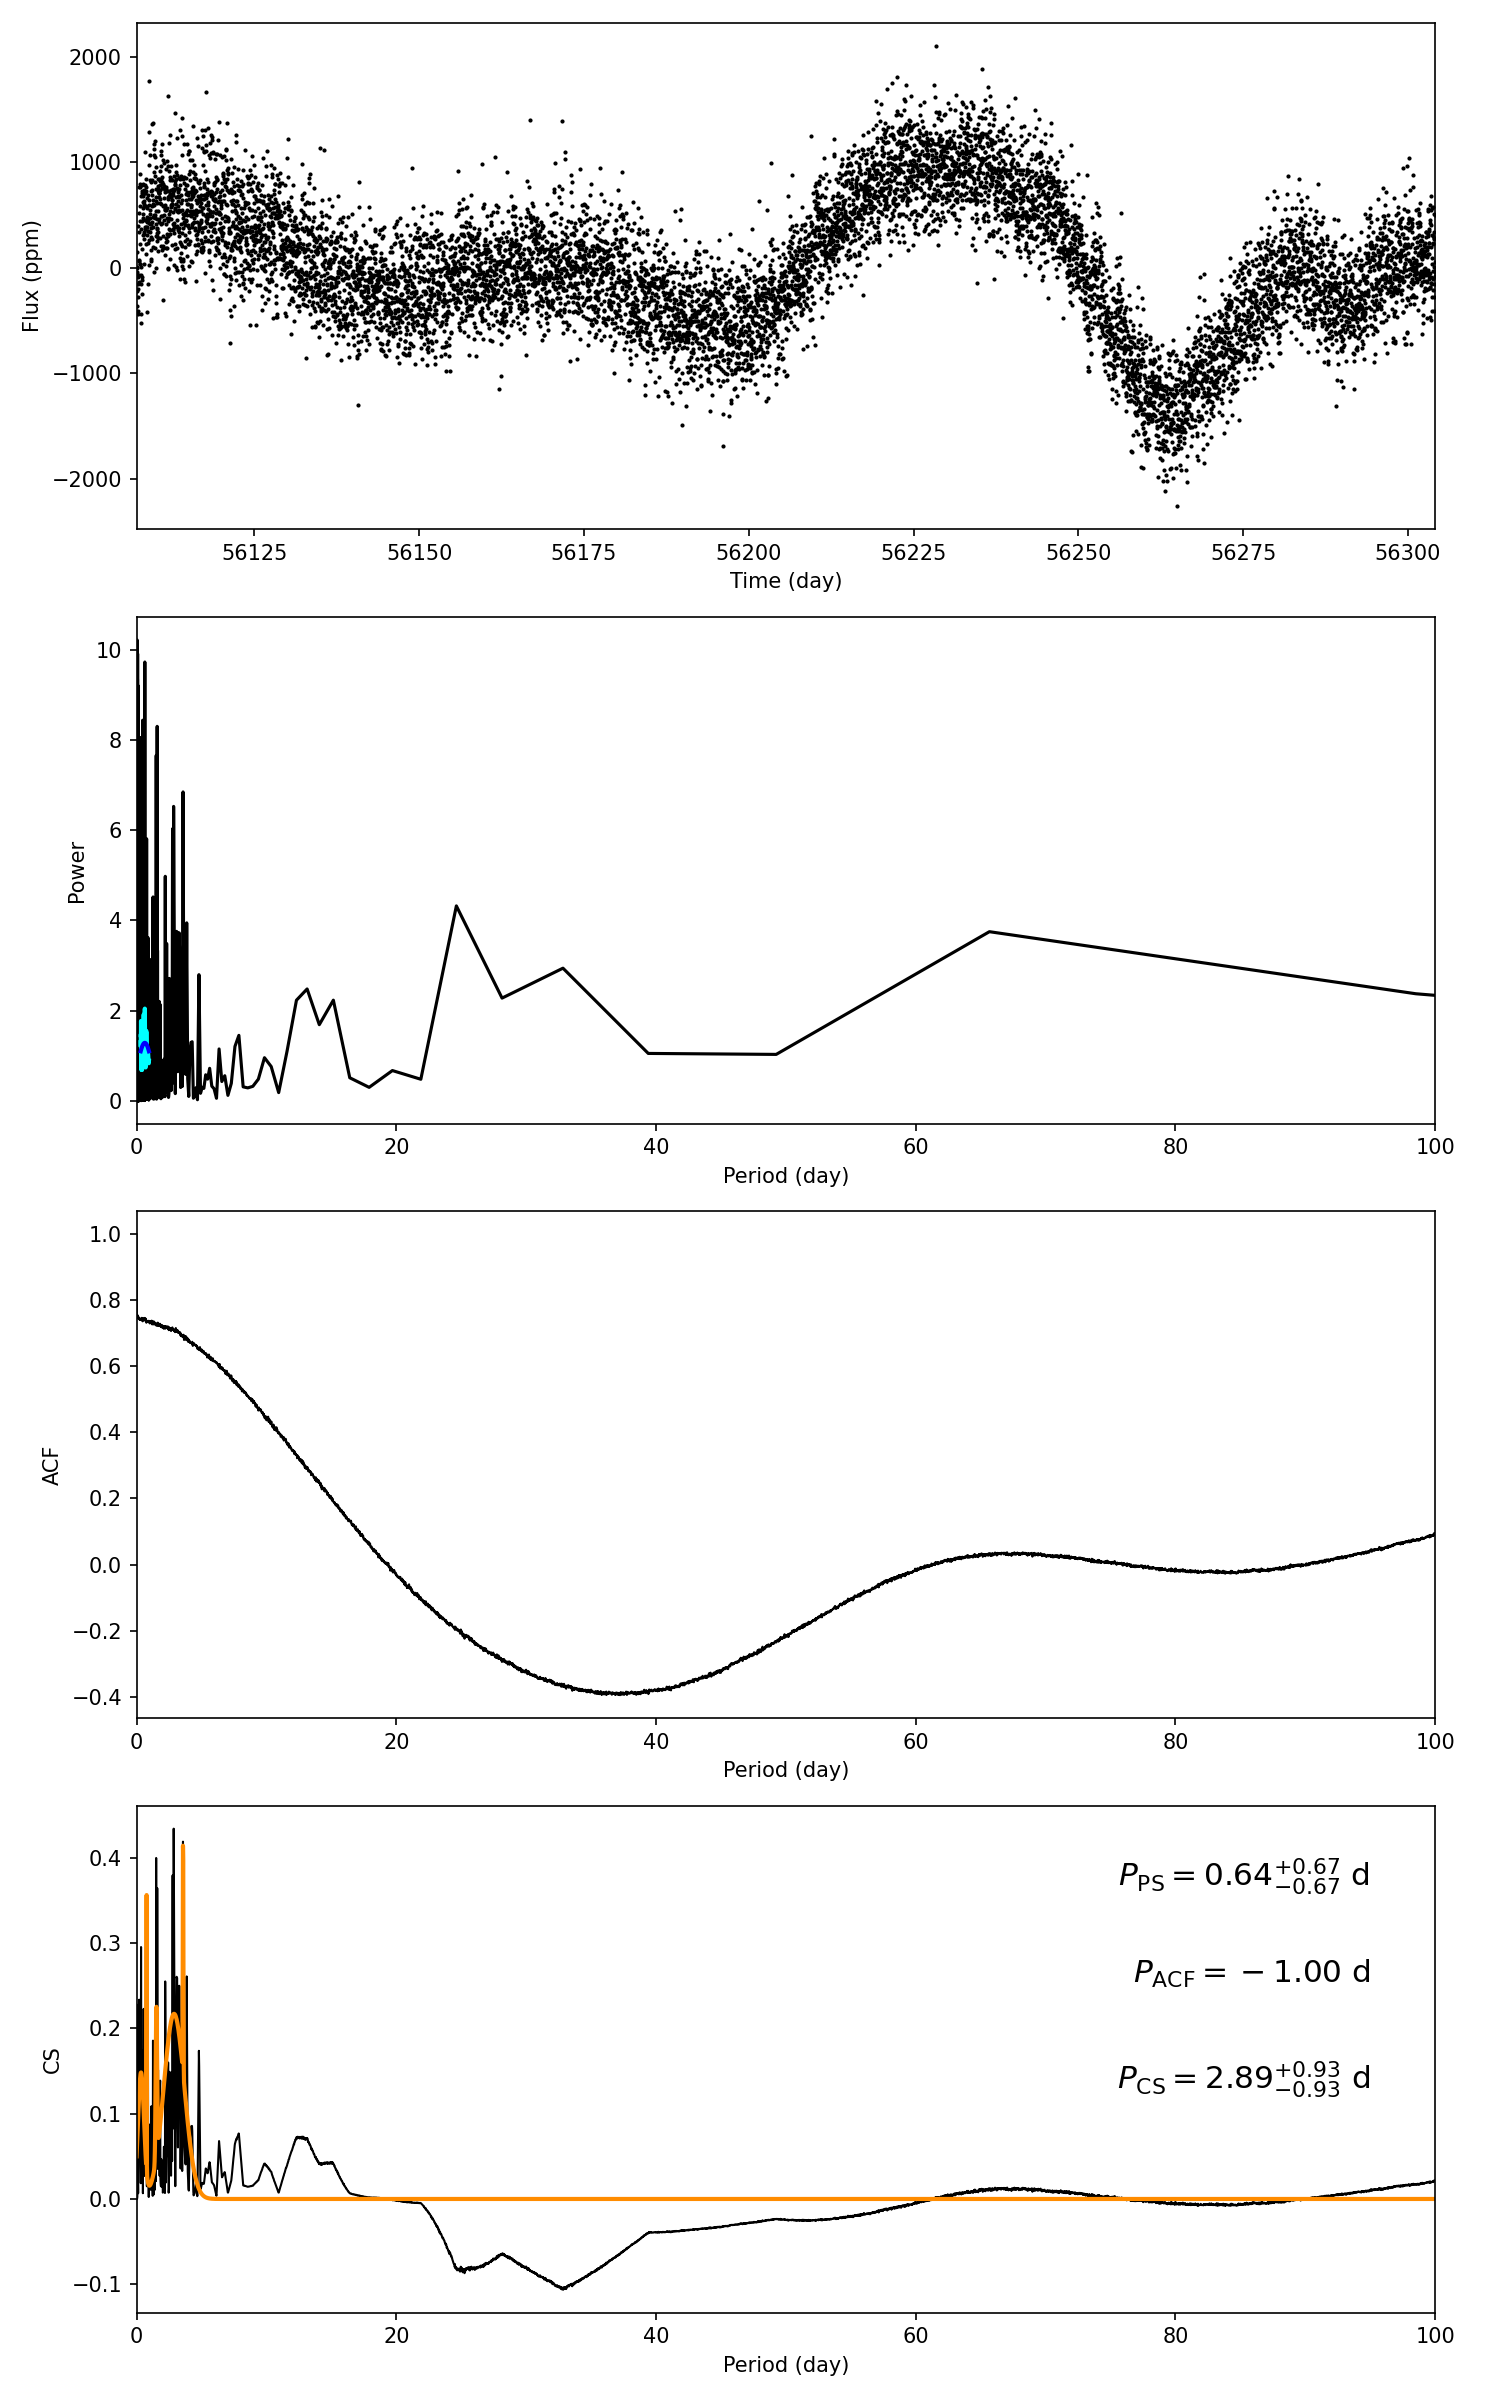 2000
1000
0
−1000
−2000
Flux (ppm)
56125 56150 56175 56200 56225 56250 56275 56300
Time (day)
10
8
6
4
2
0
Power
0 20 40 60 80 100
Period (day)
1.0
0.8
0.6
0.4
0.2
0.0
−0.2
−0.4
ACF
0 20 40 60 80 100
Period (day)
0.4
0.3
0.2
0.1
0.0
−0.1
CS
P_PS = 0.64^{+0.67}_{−0.67} d
P_ACF = −1.00 d
P_CS = 2.89^{+0.93}_{−0.93} d
0 20 40 60 80 100
Period (day)